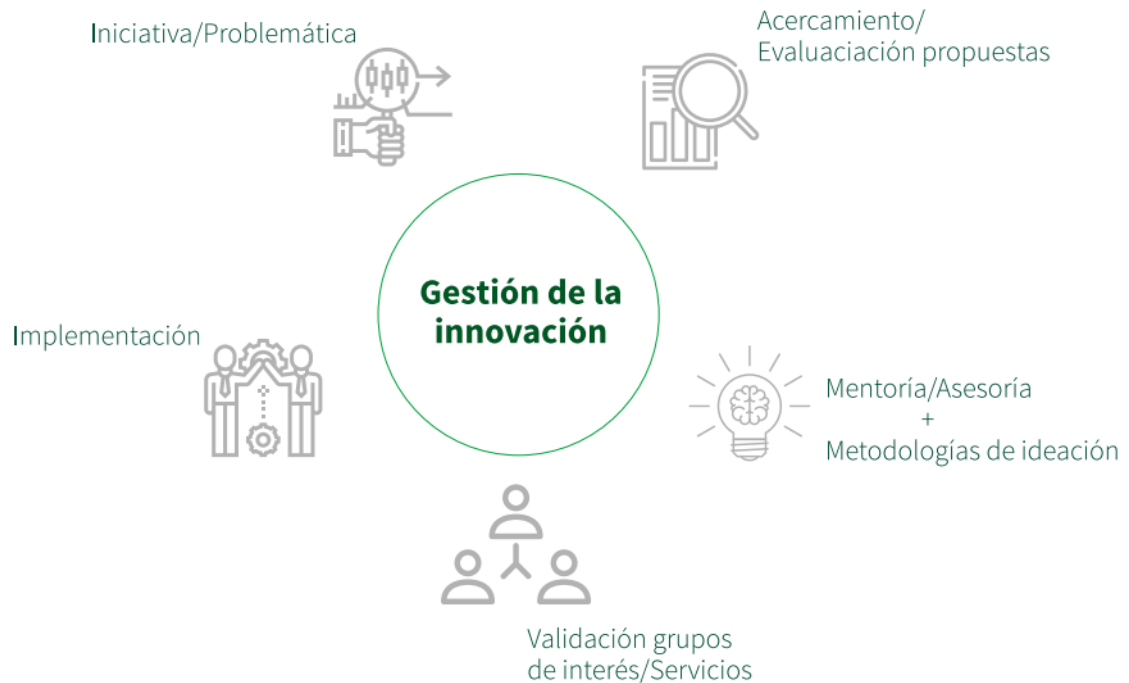 Iniciativa/Problemática
Acercamiento/
Evaluaciación propuestas
Gestión de la
innovación
Implementación
Mentoría/Asesoría
+
Metodologías de ideación
Validación grupos
de interés/Servicios